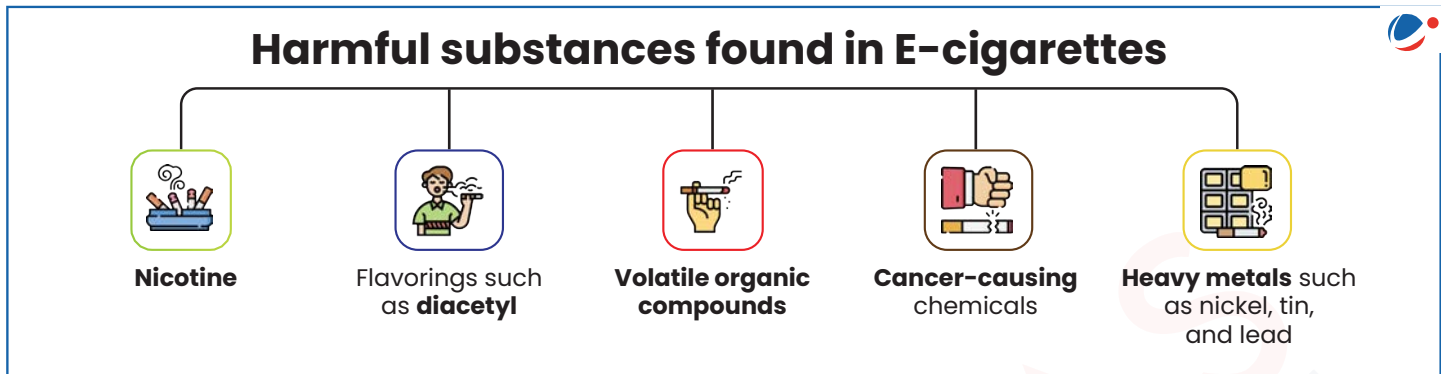 Harmful substances found in E-cigarettes
Nicotine
Flavorings such
as diacetyl
Volatile organic
compounds
Cancer-causing
chemicals
Heavy metals such
as nickel, tin,
and lead